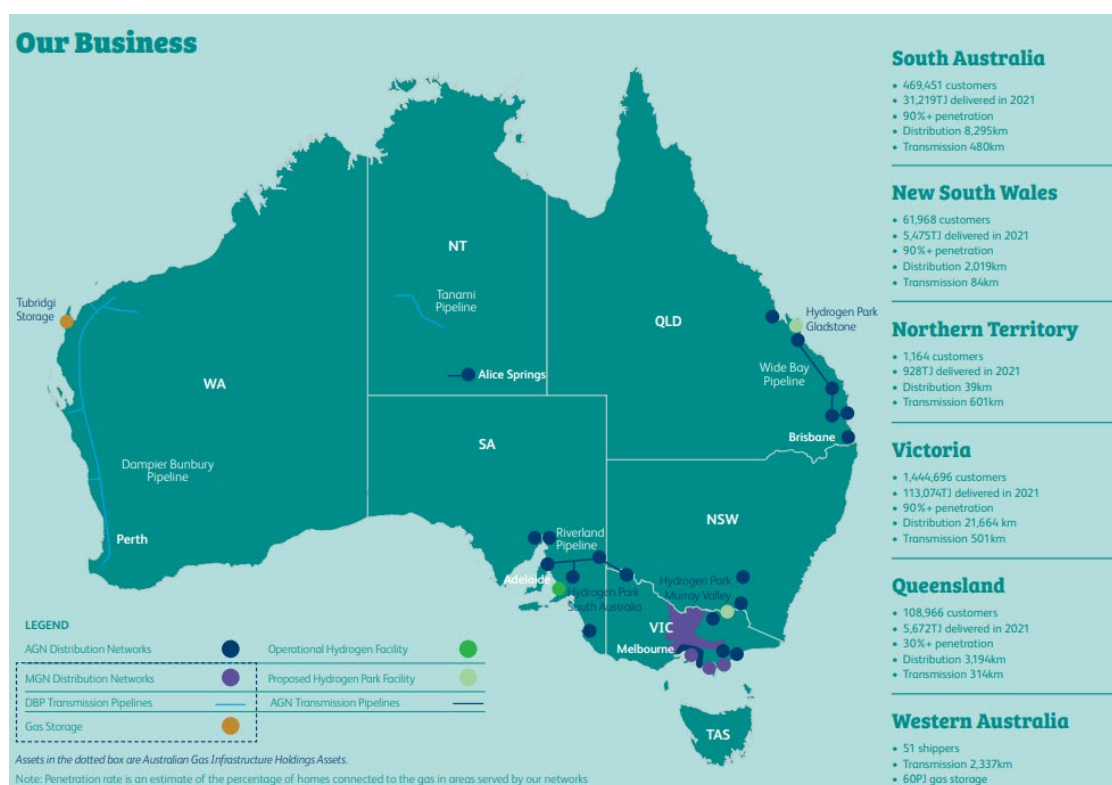 Our Business
Tubridgi
Storage
WA
Dampier Bunbury
Pipeline
Perth
NT
Tanami
Pipeline
Alice Springs
SA
QLD
Hydrogen Park
Gladstone
Wide Bay
Pipeline
Brisbane
NSW
Riverland
Pipeline
Adelaide
Hydrogen Park
South Australia
Hydrogen Park
Murray Valley
VIC
Melbourne
TAS
LEGEND
AGN Distribution Networks
Operational Hydrogen Facility
MGN Distribution Networks
Proposed Hydrogen Park Facility
DBP Transmission Pipelines
AGN Transmission Pipelines
Gas Storage
Assets in the dotted box are Australian Gas Infrastructure Holdings Assets.
Note: Penetration rate is an estimate of the percentage of homes connected to the gas in areas served by our networks
South Australia
• 469,451 customers
• 31,219TJ delivered in 2021
• 90%+ penetration
• Distribution 8,295km
• Transmission 480km
New South Wales
• 61,968 customers
• 5,475TJ delivered in 2021
• 90%+ penetration
• Distribution 2,019km
• Transmission 84km
Northern Territory
• 1,164 customers
• 928TJ delivered in 2021
• Distribution 39km
• Transmission 601km
Victoria
• 1,444,696 customers
• 113,074TJ delivered in 2021
• 90%+ penetration
• Distribution 21,664 km
• Transmission 501km
Queensland
• 108,966 customers
• 5,672TJ delivered in 2021
• 30%+ penetration
• Distribution 3,194km
• Transmission 314km
Western Australia
• 51 shippers
• Transmission 2,337km
• 60PJ gas storage